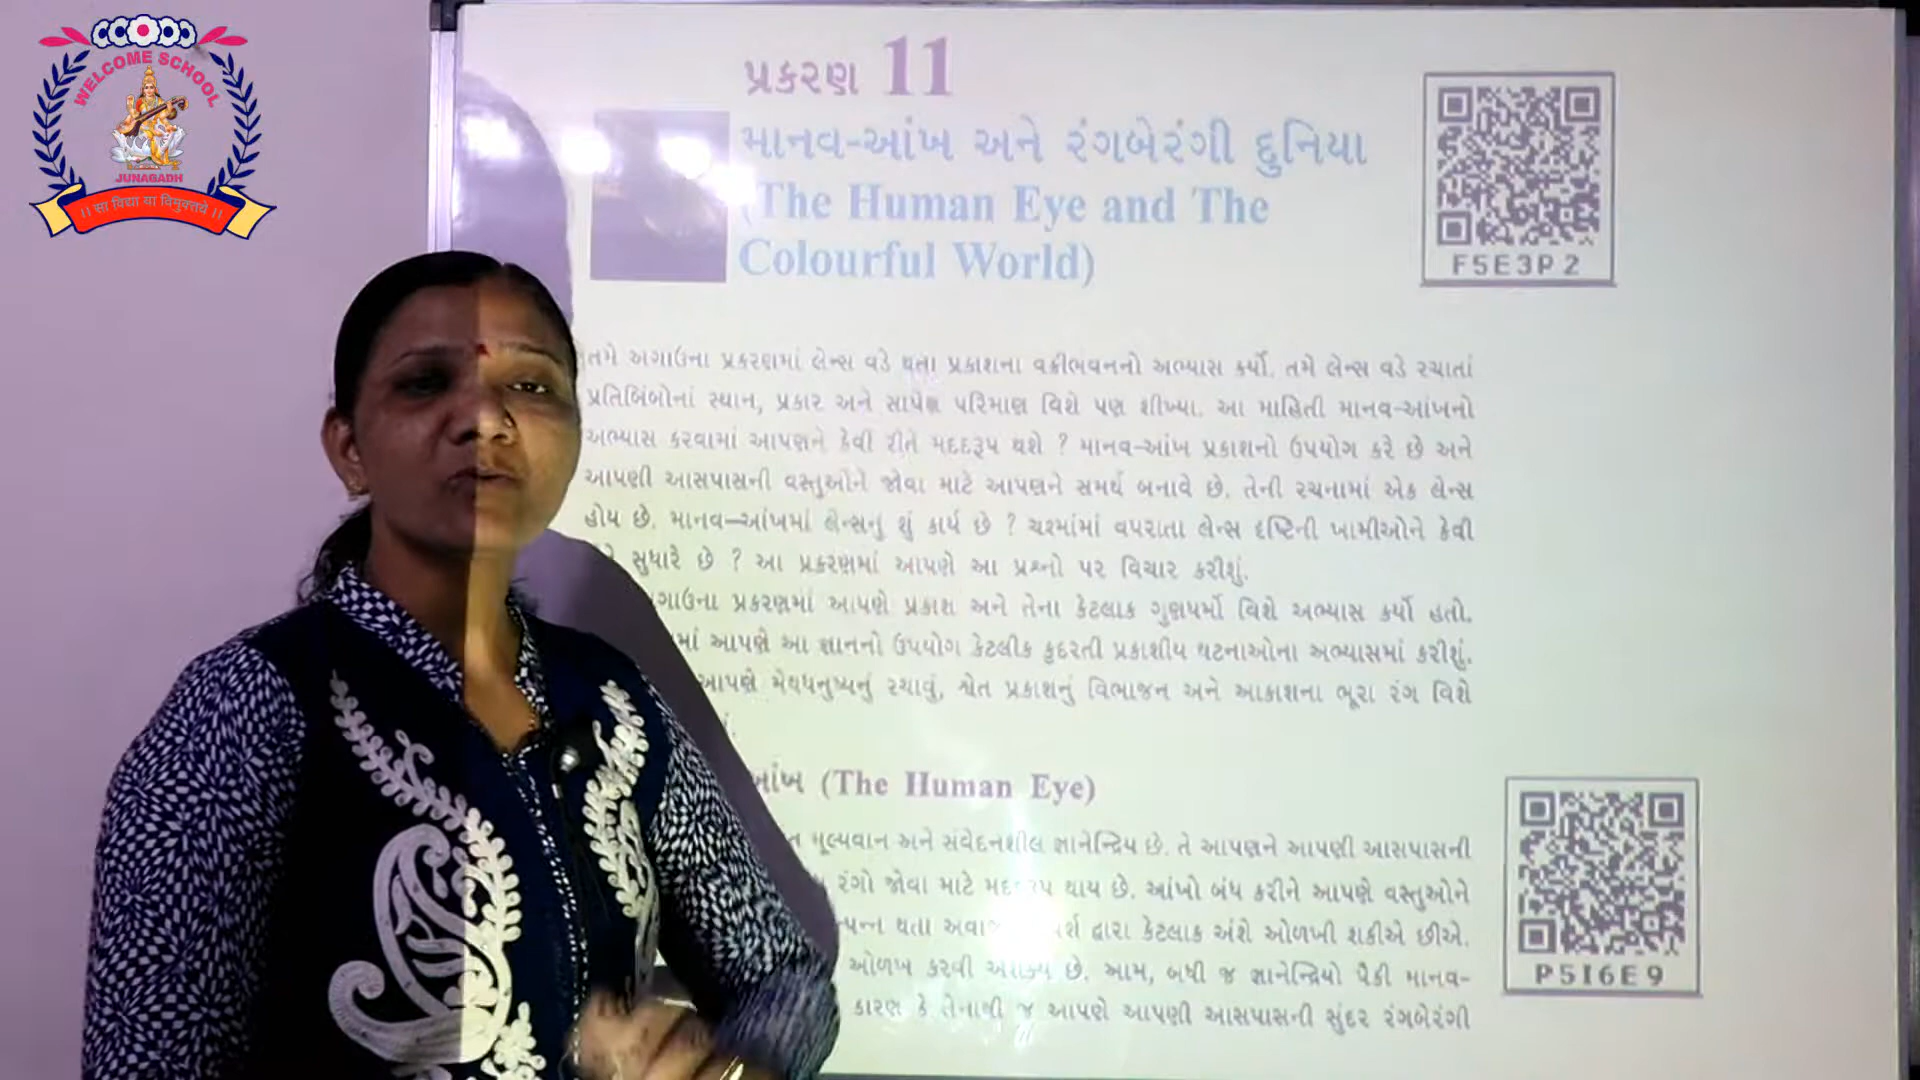 WELCOME SCHOOL
JUNAGADH
।। सा विद्या या विमुक्तये ।।
પ્રકરણ 11
માનવ-આંખ અને રંગબેરંગી દુનિયા
(The Human Eye and The
Colourful World)
F5E3P2
તમે અગાઉના પ્રકરણમાં લેન્સ વડે થતા પ્રકાશના વક્રીભવનનો અભ્યાસ કર્યો. તમે લેન્સ વડે રચાતાં
પ્રતિબિંબોનાં સ્થાન, પ્રકાર અને સાપેક્ષ પરિમાણ વિશે પણ શીખ્યા. આ માહિતી માનવ-આંખનો
અભ્યાસ કરવામાં આપણને કેવી રીતે મદદરૂપ થશે ? માનવ-આંખ પ્રકાશનો ઉપયોગ કરે છે અને
આપણી આસપાસની વસ્તુઓને જોવા માટે આપણને સમર્થ બનાવે છે. તેની રચનામાં એક લેન્સ
હોય છે. માનવ-આંખમાં લેન્સનું શું કાર્ય છે ? ચશ્માંમાં વપરાતા લેન્સ દૃષ્ટિની ખામીઓને કેવી
સુધારે છે ? આ પ્રકરણમાં આપણે આ પ્રશ્નો પર વિચાર કરીશું.
ગાઉના પ્રકરણમાં આપણે પ્રકાશ અને તેના કેટલાક ગુણધર્મો વિશે અભ્યાસ કર્યો હતો.
માં આપણે આ જ્ઞાનનો ઉપયોગ કેટલીક કુદરતી પ્રકાશીય ઘટનાઓના અભ્યાસમાં કરીશું.
આપણે મેઘધનુષ્યનું રચાવું, શ્વેત પ્રકાશનું વિભાજન અને આકાશના ભૂરા રંગ વિશે
આંખ (The Human Eye)
મૂલ્યવાન અને સંવેદનશીલ જ્ઞાનેન્દ્રિય છે. તે આપણને આપણી આસપાસની
રંગો જોવા માટે મદદરૂપ થાય છે. આંખો બંધ કરીને આપણે વસ્તુઓને
ત્પન્ન થતા અવાજ ર્શ દ્વારા કેટલાક અંશે ઓળખી શકીએ છીએ.
ઓળખ કરવી અશક્ય છે. આમ, બધી જ જ્ઞાનેન્દ્રિયો પૈકી માનવ-
કારણ કે તેનાથી જ આપણે આપણી આસપાસની સુંદર રંગબેરંગી
P5I6E9